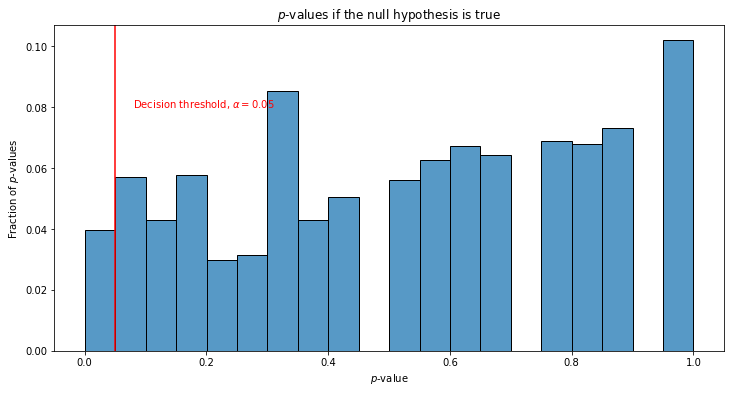 p-values if the null hypothesis is true
0.10
0.08
0.06
0.04
0.02
0.00
Fraction of p-values
Decision threshold, α = 0.05
0.0 0.2 0.4 0.6 0.8 1.0
p-value